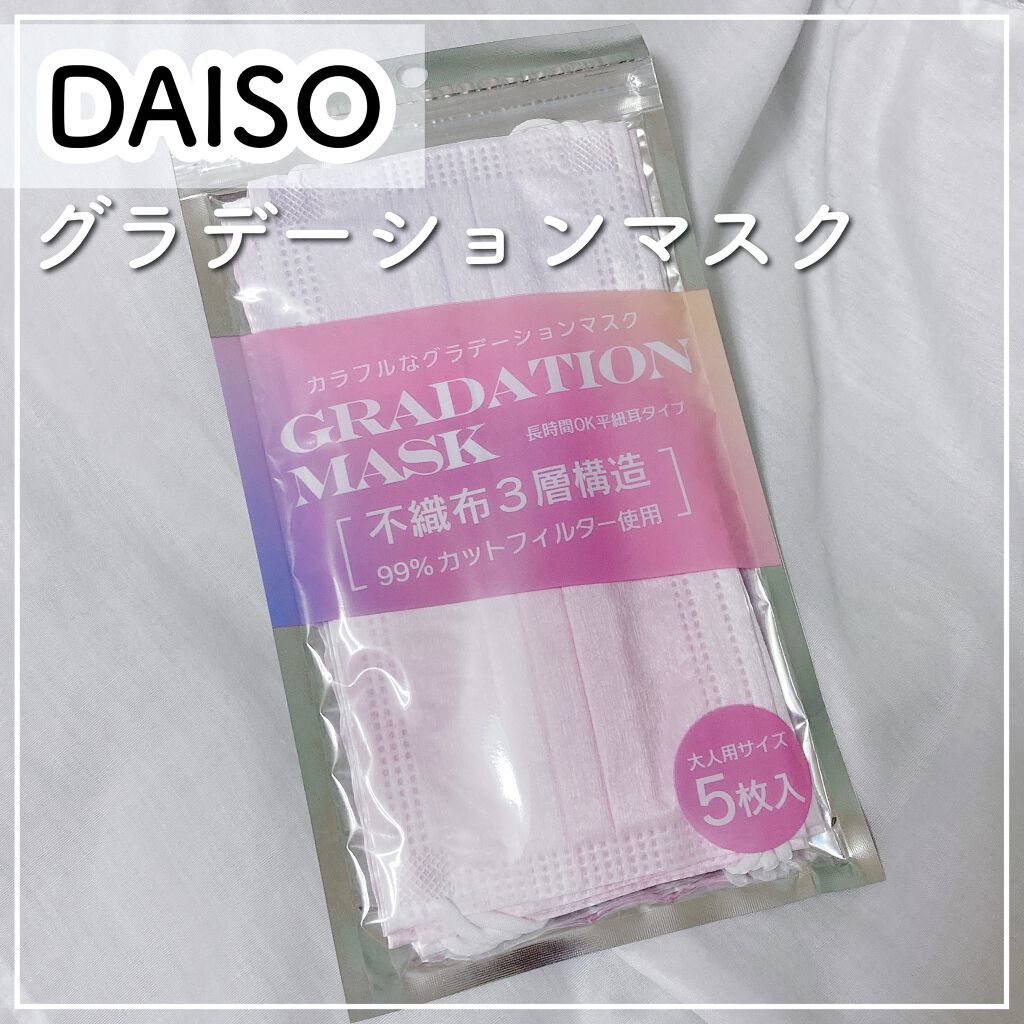 DAISO
グラデーションマスク
カラフルなグラデーションマスク
GRADATION
MASK
長時間OK平紐耳タイプ
不織布3層構造
99%カットフィルター使用
大人用サイズ
5枚入